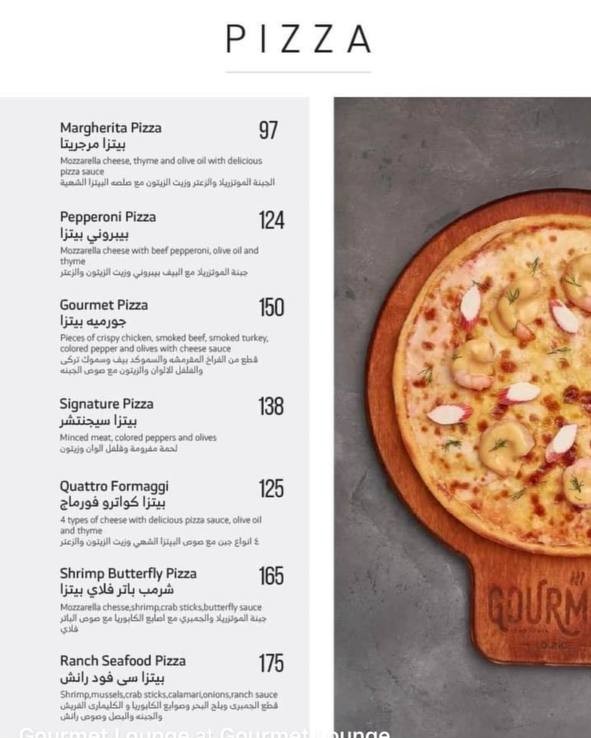 PIZZA
Margherita Pizza 97
بيتزا مرجريتا
Mozzarella cheese, thyme and olive oil with delicious
pizza sauce
الجبنة الموتزريلا والزعتر وزيت الزيتون مع صلصه البيتزا الشهية
Pepperoni Pizza 124
بيبروني بيتزا
Mozzarella cheese with beef pepperoni, olive oil and
thyme
جبنة الموتزريلا مع البيف بيبروني وزيت الزيتون والزعتر
Gourmet Pizza 150
جورميه بيتزا
Pieces of crispy chicken, smoked beef, smoked turkey,
colored pepper and olives with cheese sauce
قطع من الفراخ المقرمشه والسموكد بيف وسموك تركى
والفلفل الالوان والزيتون مع صوص الجبنه
Signature Pizza 138
بيتزا سيجنتشر
Minced meat, colored peppers and olives
لحمة مفرومة وفلفل الوان وزيتون
Quattro Formaggi 125
بيتزا كواترو فورماج
4 types of cheese with delicious pizza sauce, olive oil
and thyme
٤ انواع جبن مع صوص البيتزا الشهي وزيت الزيتون والزعتر
Shrimp Butterfly Pizza 165
شرمب باتر فلاي بيتزا
Mozzarella chesse,shrimp,crab sticks,butterfly sauce
جبنة الموتزريلا والجمبري مع اصابع الكابوريا مع صوص الباتر
فلاي
Ranch Seafood Pizza 175
بيتزا سى فود رانش
Shrimp,mussels,crab sticks,calamari,onions,ranch sauce
قطع الجمبرى وبلح البحر وصوابع الكابوريا و الكليمارى الفريش
والجبنه والبصل وصوص رانش
GOURM
Gourmet Lounge at Gourmet Lounge